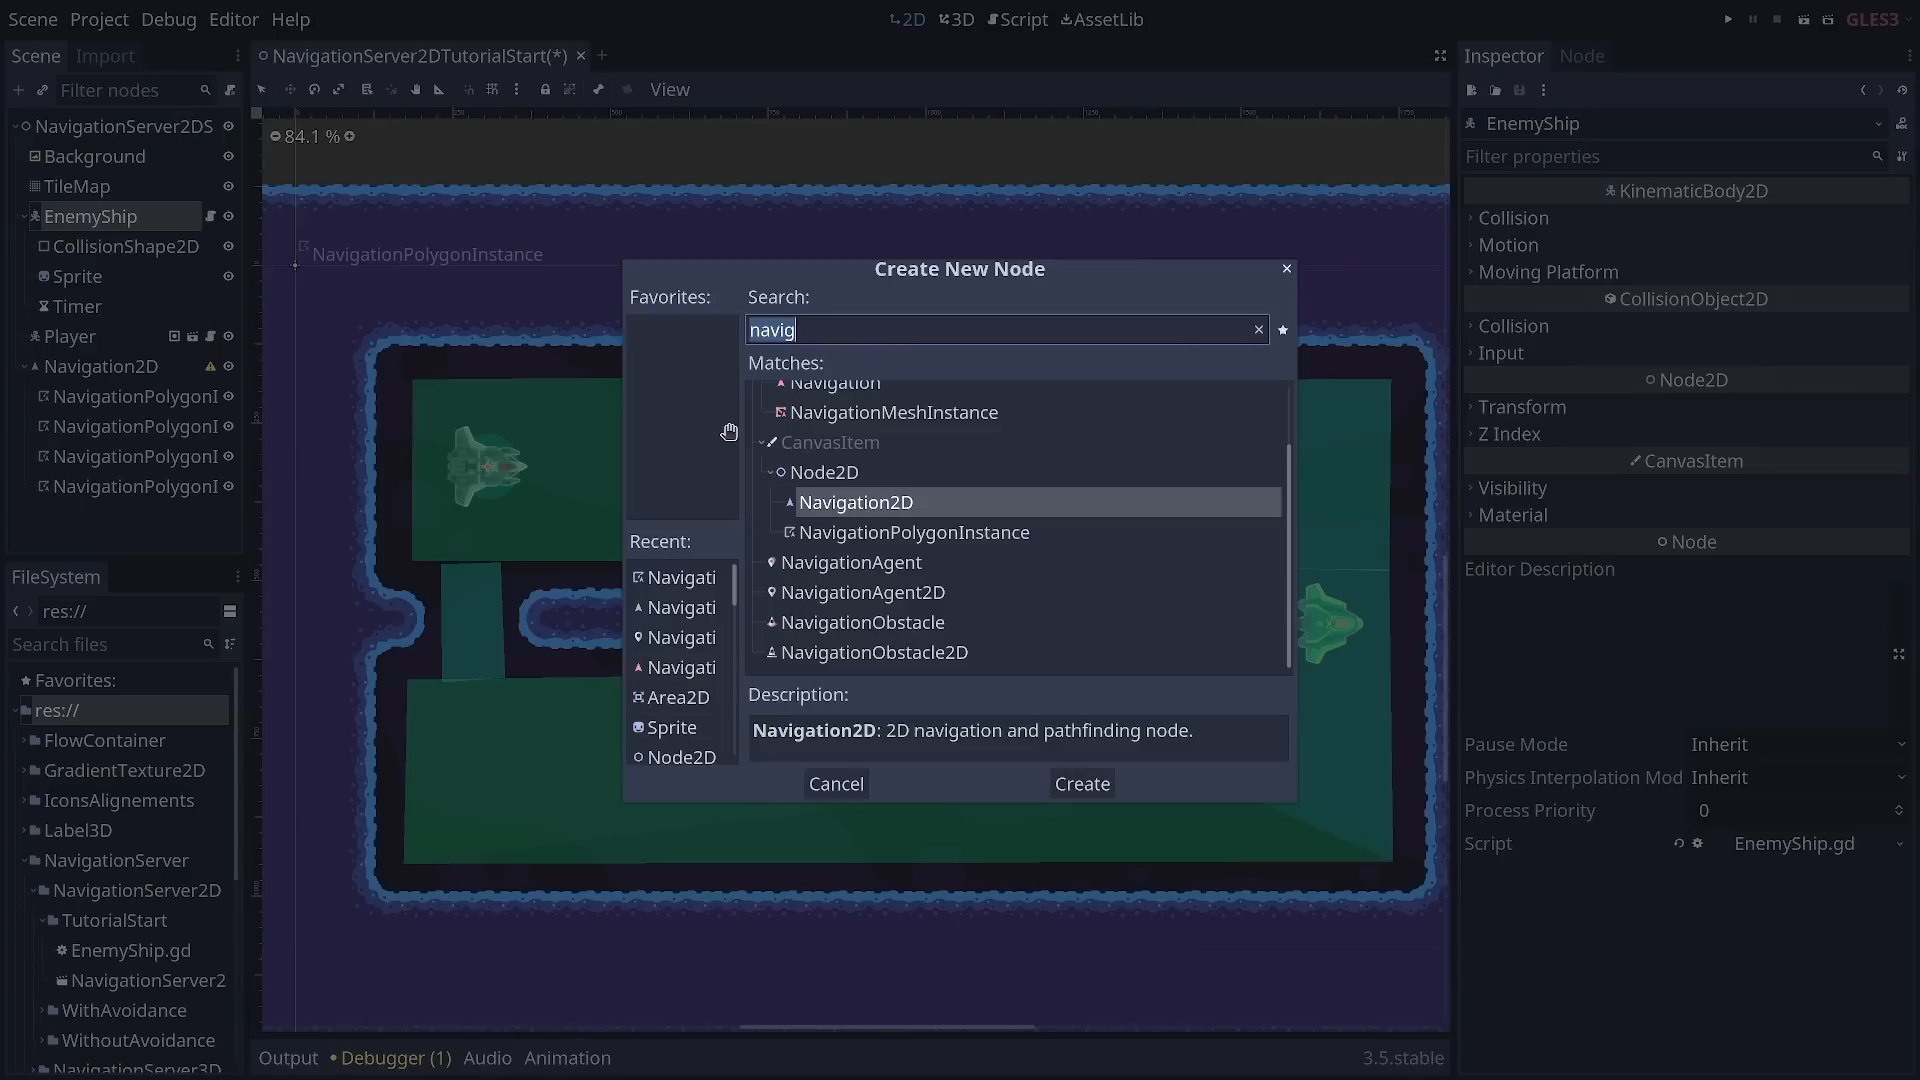 Scene Project Debug Editor Help
2D 3D Script AssetLib
GLES3
Scene Import
NavigationServer2DTutorialStart(*)
Inspector Node
Filter nodes
View
NavigationServer2DS
Background
TileMap
EnemyShip
CollisionShape2D
Sprite
Timer
Player
Navigation2D
NavigationPolygonI
NavigationPolygonI
NavigationPolygonI
NavigationPolygonI
FileSystem
res://
Search files
Favorites:
res://
FlowContainer
GradientTexture2D
IconsAlignements
Label3D
NavigationServer
NavigationServer2D
TutorialStart
EnemyShip.gd
NavigationServer2
WithAvoidance
WithoutAvoidance
NavigationServer3D
84.1 %
NavigationPolygonInstance
Create New Node
Favorites:
Search:
navig
Matches:
Navigation
NavigationMeshInstance
CanvasItem
Node2D
Navigation2D
NavigationPolygonInstance
NavigationAgent
NavigationAgent2D
NavigationObstacle
NavigationObstacle2D
Recent:
Navigati
Navigati
Navigati
Navigati
Area2D
Sprite
Node2D
Description:
Navigation2D: 2D navigation and pathfinding node.
Cancel
Create
Output Debugger (1) Audio Animation
3.5.stable
EnemyShip
Filter properties
KinematicBody2D
Collision
Motion
Moving Platform
CollisionObject2D
Collision
Input
Node2D
Transform
Z Index
CanvasItem
Visibility
Material
Node
Editor Description
Pause Mode Inherit
Physics Interpolation Mod Inherit
Process Priority 0
Script EnemyShip.gd